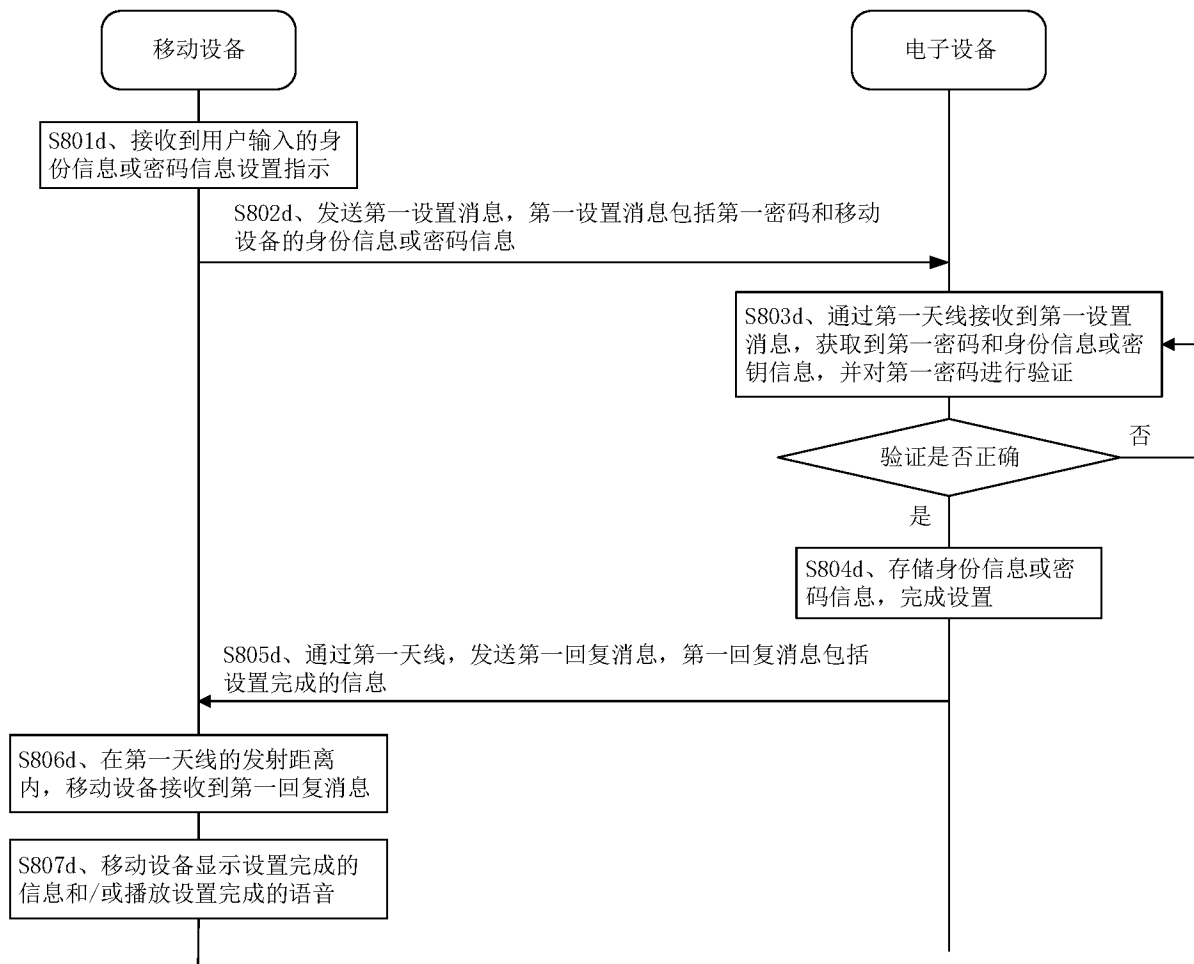 移动设备
电子设备
S801d、接收到用户输入的身
份信息或密码信息设置指示
S802d、发送第一设置消息，第一设置消息包括第一密码和移动
设备的身份信息或密码信息
S803d、通过第一天线接收到第一设置
消息，获取到第一密码和身份信息或密
钥信息，并对第一密码进行验证
验证是否正确
否
是
S804d、存储身份信息或密
码信息，完成设置
S805d、通过第一天线，发送第一回复消息，第一回复消息包括
设置完成的信息
S806d、在第一天线的发射距离
内，移动设备接收到第一回复消息
S807d、移动设备显示设置完成的
信息和/或播放设置完成的语音